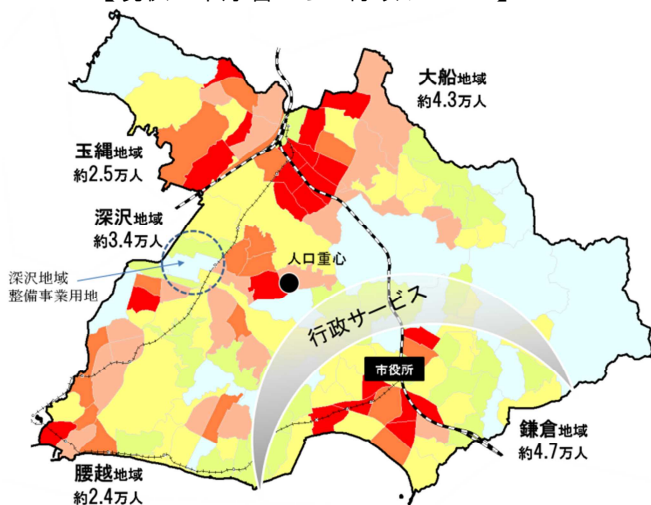 大船地域
約4.3万人
玉縄地域
約2.5万人
深沢地域
約3.4万人
人口重心
深沢地域
整備事業用地
行政サービス
市役所
鎌倉地域
約4.7万人
腰越地域
約2.4万人